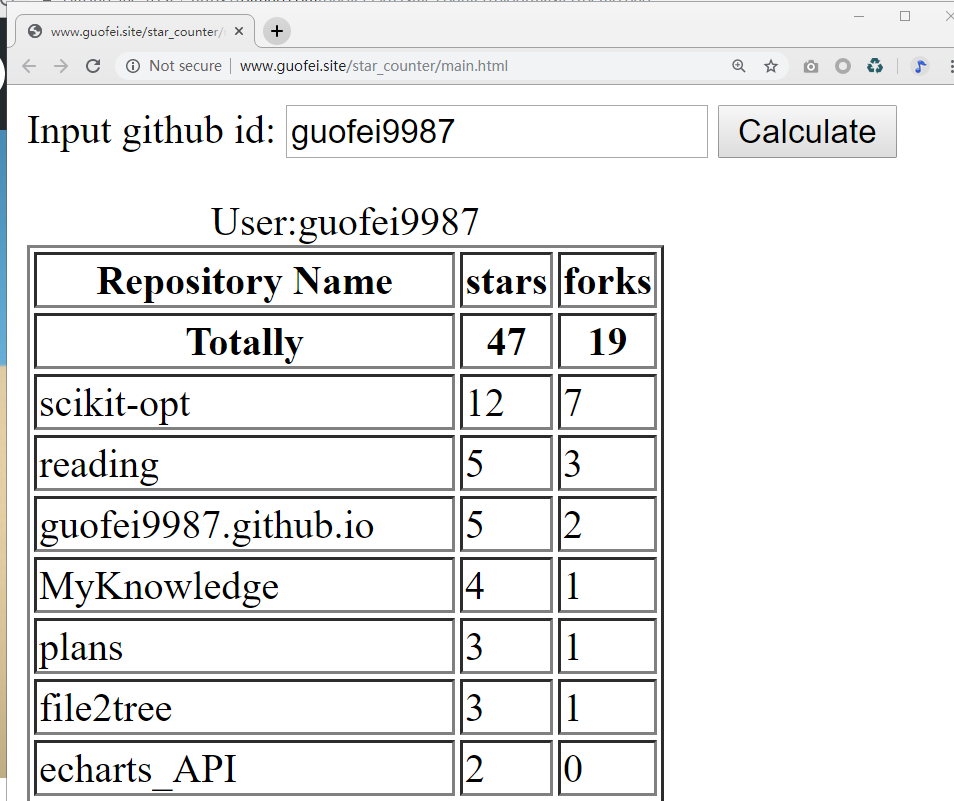 www.guofei.site/star_counter/
Not secure | www.guofei.site/star_counter/main.html
Input github id: guofei9987 Calculate
User:guofei9987
Repository Name stars forks
Totally 47 19
scikit-opt 12 7
reading 5 3
guofei9987.github.io 5 2
MyKnowledge 4 1
plans 3 1
file2tree 3 1
echarts_API 2 0